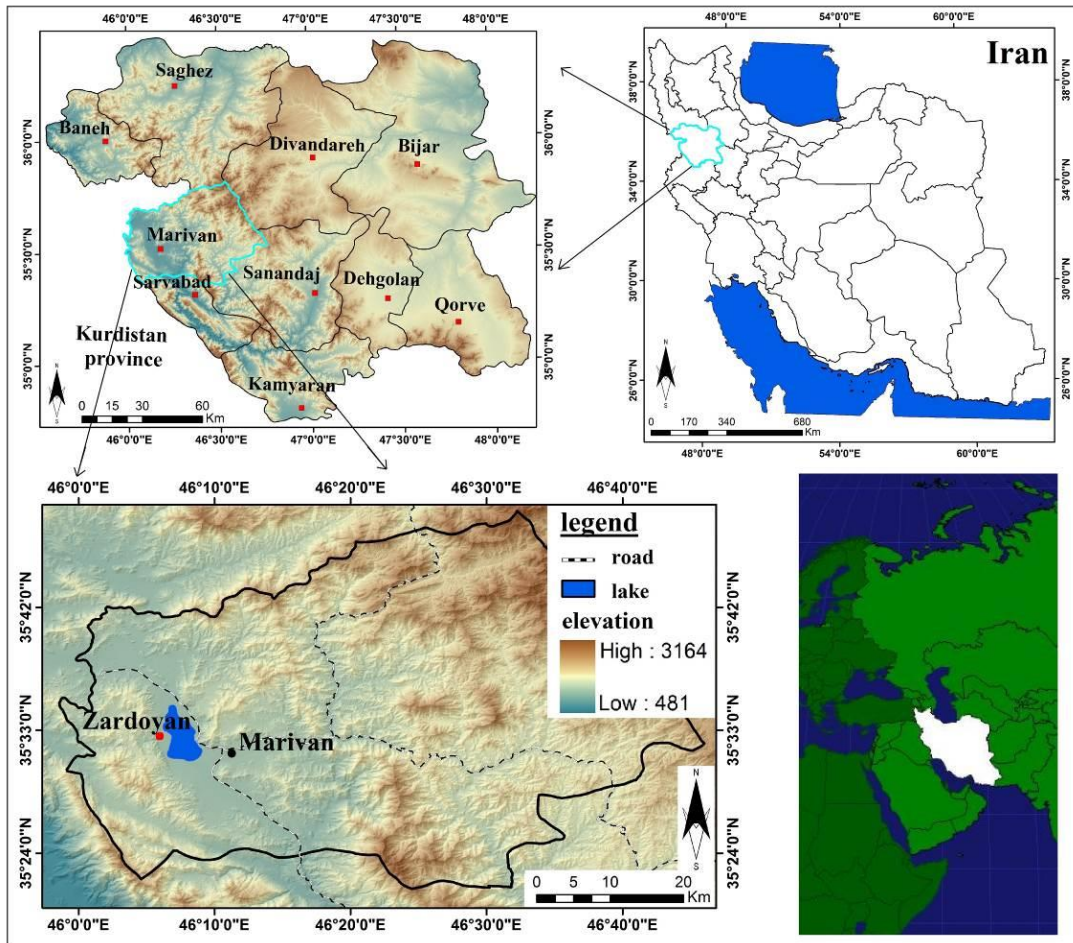 46°0'0"E
46°30'0"E
47°0'0"E
47°30'0"E
48°0'0"E
36°0'0"N
35°30'0"N
35°0'0"N
Saghez
Baneh
Divandareh
Bijar
Marivan
Sarvabad
Sanandaj
Dehgolan
Qorve
Kamyaran
Kurdistan
province
N
S
0 15 30 60
Km
36°0'0"N
35°30'0"N
35°0'0"N
46°0'0"E
46°30'0"E
47°0'0"E
47°30'0"E
48°0'0"E
48°0'0"E
54°0'0"E
60°0'0"E
Iran
38°0'0"N
34°0'0"N
30°0'0"N
26°0'0"N
38°0'0"N
34°0'0"N
30°0'0"N
26°0'0"N
N
S
0 170 340 680
Km
48°0'0"E
54°0'0"E
60°0'0"E
46°0'0"E
46°10'0"E
46°20'0"E
46°30'0"E
46°40'0"E
35°42'0"N
35°33'0"N
35°24'0"N
Zardoyan
Marivan
legend
road
lake
elevation
High : 3164
Low : 481
N
S
0 5 10 20
Km
35°42'0"N
35°33'0"N
35°24'0"N
46°0'0"E
46°10'0"E
46°20'0"E
46°30'0"E
46°40'0"E